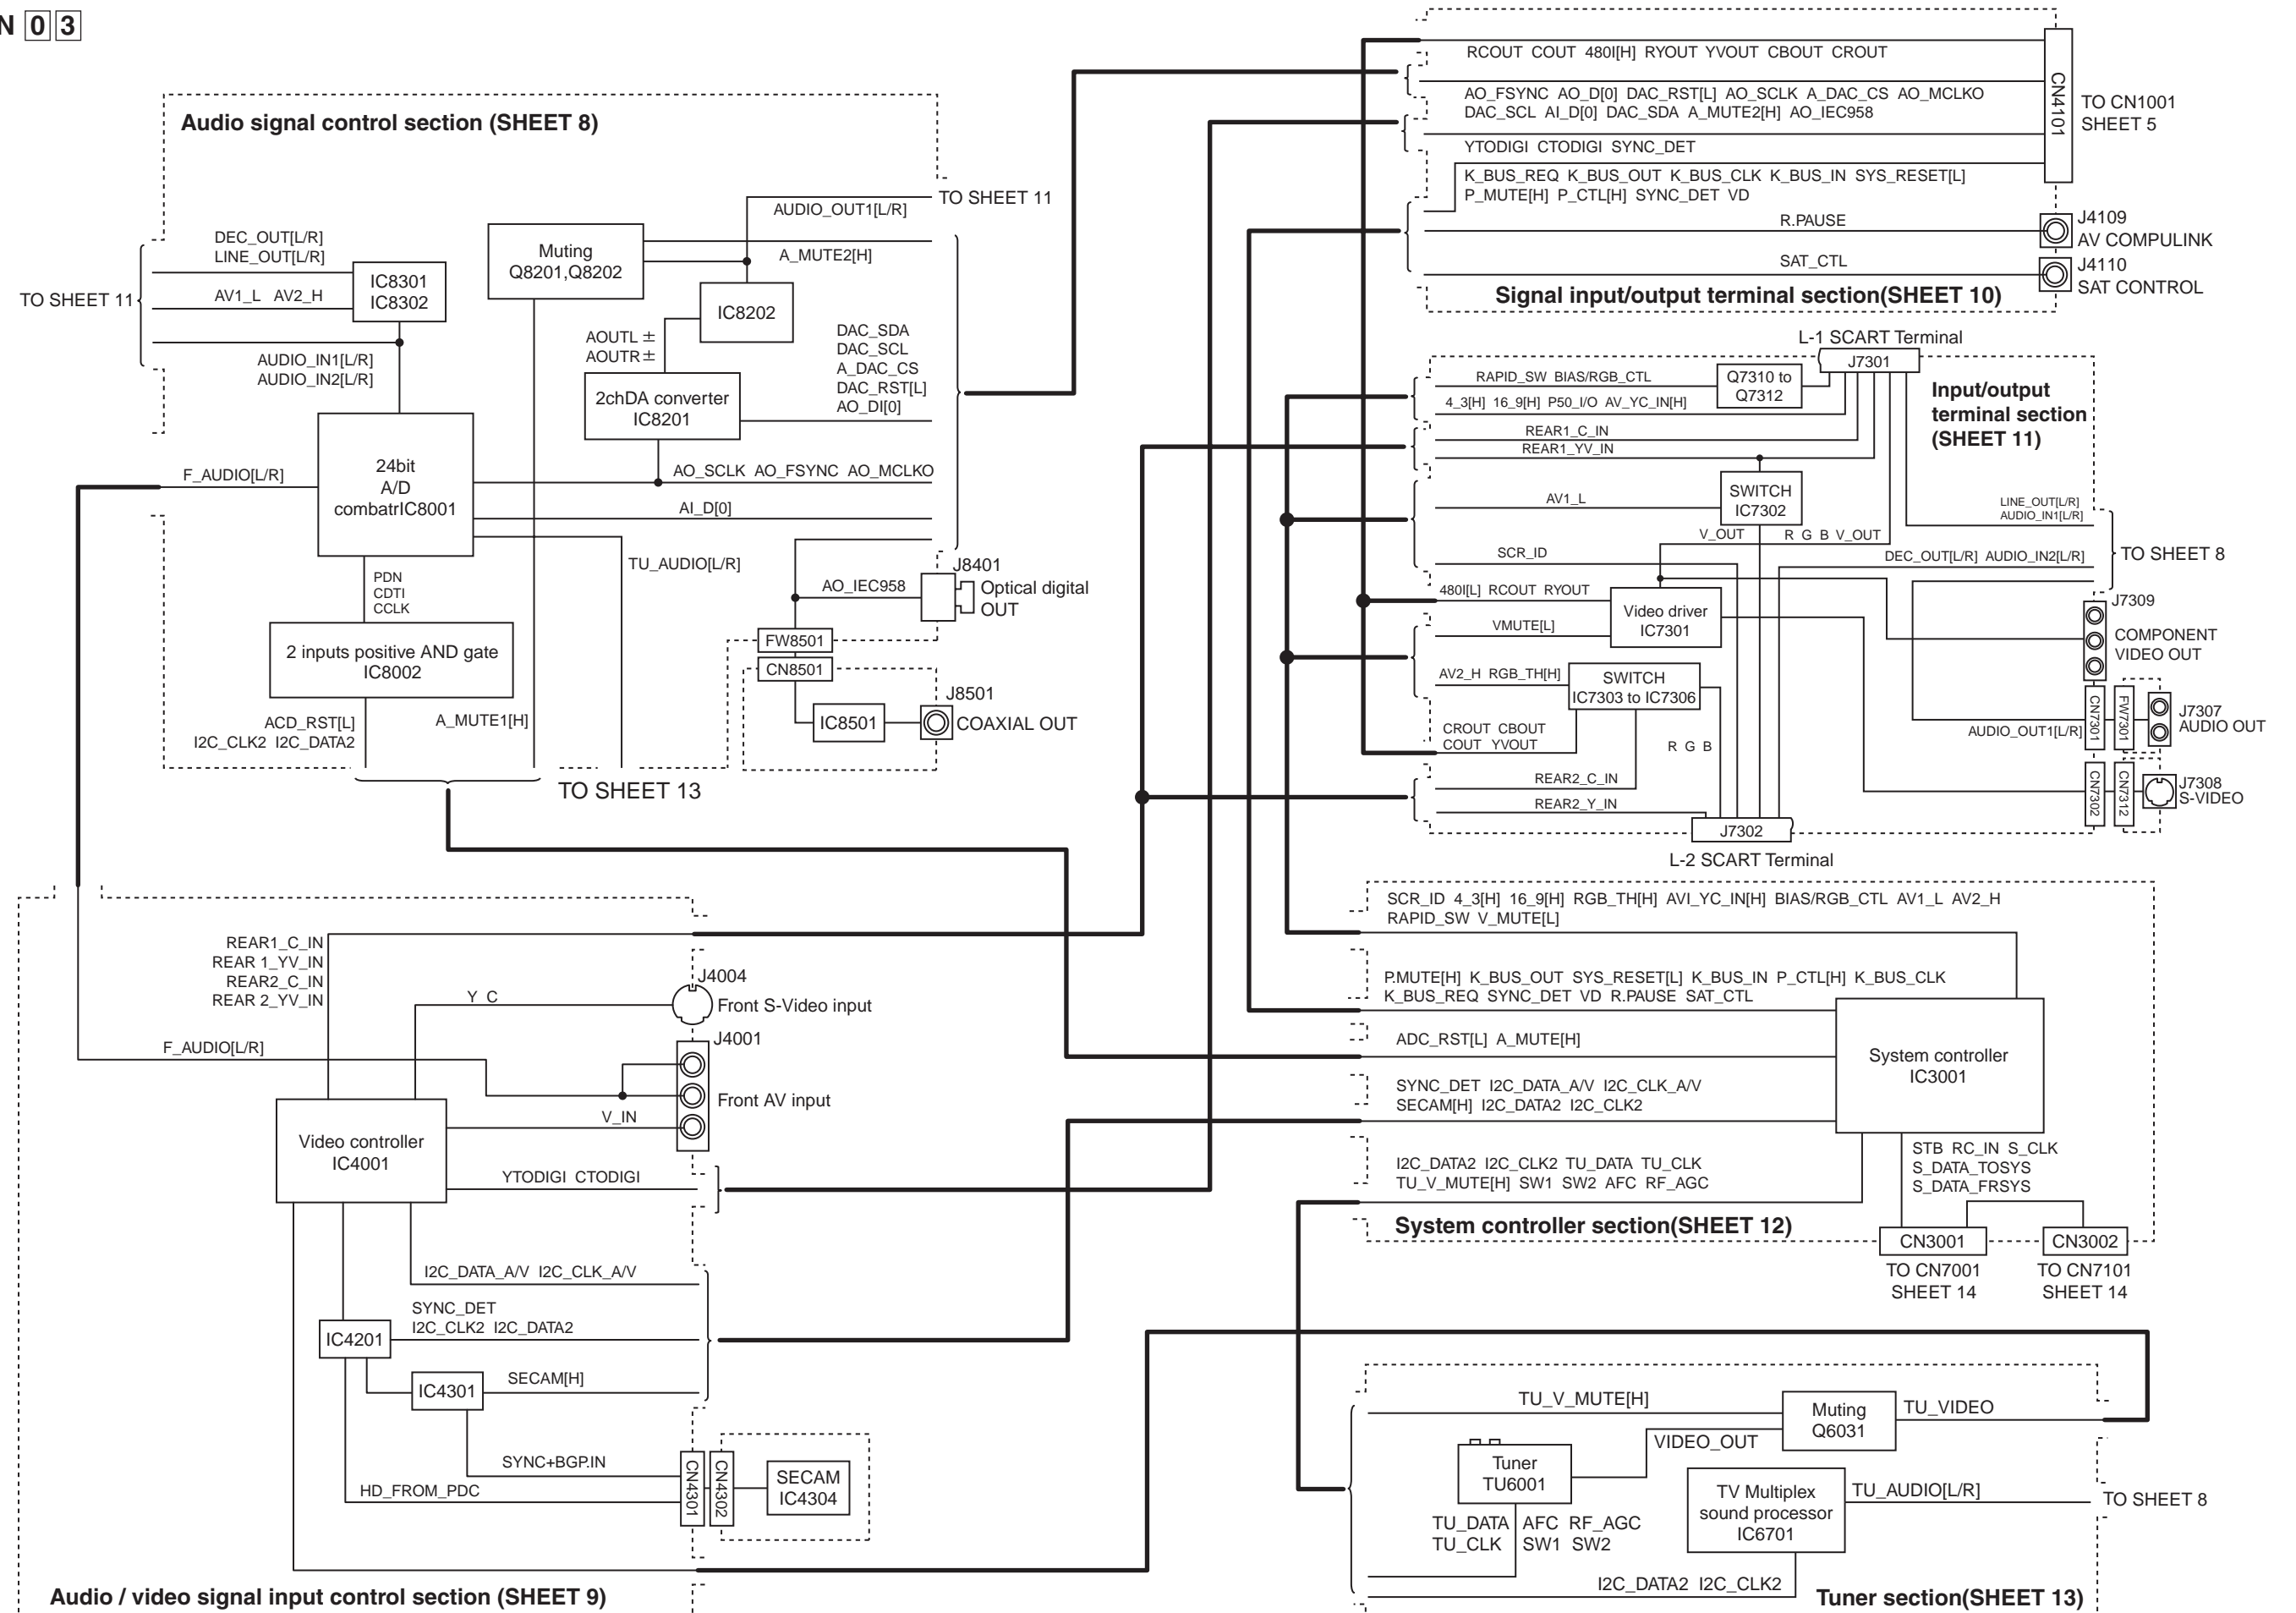 N 0 3
Audio signal control section (SHEET 8)
TO SHEET 11
AUDIO_OUT1[L/R]
DEC_OUT[L/R]
LINE_OUT[L/R]
Muting
Q8201,Q8202
A_MUTE2[H]
IC8301
IC8302
TO SHEET 11
AV1_L AV2_H
IC8202
AOUTL ±
AOUTR ±
DAC_SDA
DAC_SCL
A_DAC_CS
DAC_RST[L]
AO_DI[0]
AUDIO_IN1[L/R]
AUDIO_IN2[L/R]
2chDA converter
IC8201
F_AUDIO[L/R]
24bit
A/D
combatrIC8001
AO_SCLK AO_FSYNC AO_MCLKO
AI_D[0]
TU_AUDIO[L/R]
PDN
CDTI
CCLK
J8401
Optical digital
OUT
AO_IEC958
2 inputs positive AND gate
IC8002
FW8501
CN8501
J8501
IC8501
COAXIAL OUT
ACD_RST[L]
I2C_CLK2 I2C_DATA2
A_MUTE1[H]
TO SHEET 13
RCOUT COUT 480I[H] RYOUT YVOUT CBOUT CROUT
AO_FSYNC AO_D[0] DAC_RST[L] AO_SCLK A_DAC_CS AO_MCLKO
DAC_SCL AI_D[0] DAC_SDA A_MUTE2[H] AO_IEC958
CN4101
TO CN1001
SHEET 5
YTODIGI CTODIGI SYNC_DET
K_BUS_REQ K_BUS_OUT K_BUS_CLK K_BUS_IN SYS_RESET[L]
P_MUTE[H] P_CTL[H] SYNC_DET VD
R.PAUSE
J4109
AV COMPULINK
SAT_CTL
J4110
SAT CONTROL
Signal input/output terminal section(SHEET 10)
L-1 SCART Terminal
J7301
RAPID_SW BIAS/RGB_CTL
Q7310 to
Q7312
Input/output
terminal section
(SHEET 11)
4_3[H] 16_9[H] P50_I/O AV_YC_IN[H]
REAR1_C_IN
REAR1_YV_IN
AV1_L
SWITCH
IC7302
LINE_OUT[L/R]
AUDIO_IN1[L/R]
V_OUT
R G B V_OUT
SCR_ID
DEC_OUT[L/R] AUDIO_IN2[L/R]
TO SHEET 8
480I[L] RCOUT RYOUT
Video driver
IC7301
J7309
COMPONENT
VIDEO OUT
VMUTE[L]
AV2_H RGB_TH[H]
SWITCH
IC7303 to IC7306
CN7301
FW7301
J7307
AUDIO OUT
CROUT CBOUT
COUT YVOUT
R G B
AUDIO_OUT1[L/R]
REAR2_C_IN
CN7302
CN7312
J7308
S-VIDEO
REAR2_Y_IN
J7302
L-2 SCART Terminal
REAR1_C_IN
REAR 1_YV_IN
REAR2_C_IN
REAR 2_YV_IN
Y C
J4004
Front S-Video input
J4001
F_AUDIO[L/R]
Front AV input
V_IN
Video controller
IC4001
YTODIGI CTODIGI
I2C_DATA_A/V I2C_CLK_A/V
SYNC_DET
I2C_CLK2 I2C_DATA2
IC4201
SECAM[H]
IC4301
SYNC+BGP.IN
HD_FROM_PDC
CN4301
CN4302
SECAM
IC4304
Audio / video signal input control section (SHEET 9)
SCR_ID 4_3[H] 16_9[H] RGB_TH[H] AVI_YC_IN[H] BIAS/RGB_CTL AV1_L AV2_H
RAPID_SW V_MUTE[L]
P.MUTE[H] K_BUS_OUT SYS_RESET[L] K_BUS_IN P_CTL[H] K_BUS_CLK
K_BUS_REQ SYNC_DET VD R.PAUSE SAT_CTL
ADC_RST[L] A_MUTE[H]
System controller
IC3001
SYNC_DET I2C_DATA_A/V I2C_CLK_A/V
SECAM[H] I2C_DATA2 I2C_CLK2
I2C_DATA2 I2C_CLK2 TU_DATA TU_CLK
TU_V_MUTE[H] SW1 SW2 AFC RF_AGC
STB RC_IN S_CLK
S_DATA_TOSYS
S_DATA_FRSYS
System controller section(SHEET 12)
CN3001
CN3002
TO CN7001
SHEET 14
TO CN7101
SHEET 14
TU_V_MUTE[H]
Muting
Q6031
TU_VIDEO
VIDEO_OUT
Tuner
TU6001
TV Multiplex
sound processor
IC6701
TU_AUDIO[L/R]
TO SHEET 8
TU_DATA
TU_CLK
AFC RF_AGC
SW1 SW2
I2C_DATA2 I2C_CLK2
Tuner section(SHEET 13)